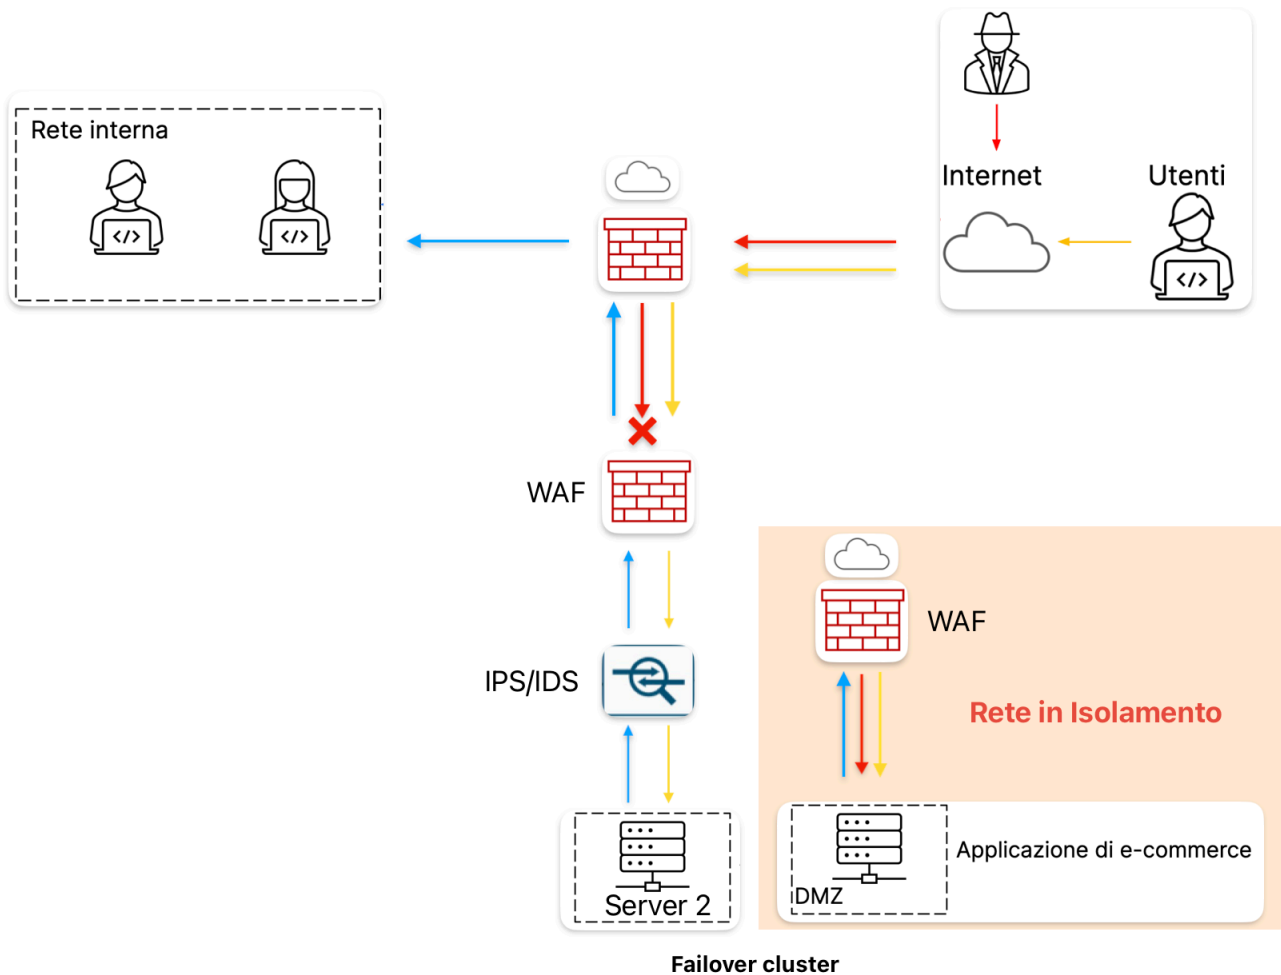 Rete interna
Internet
Utenti
WAF
WAF
IPS/IDS
Rete in Isolamento
Applicazione di e-commerce
DMZ
Server 2
Failover cluster